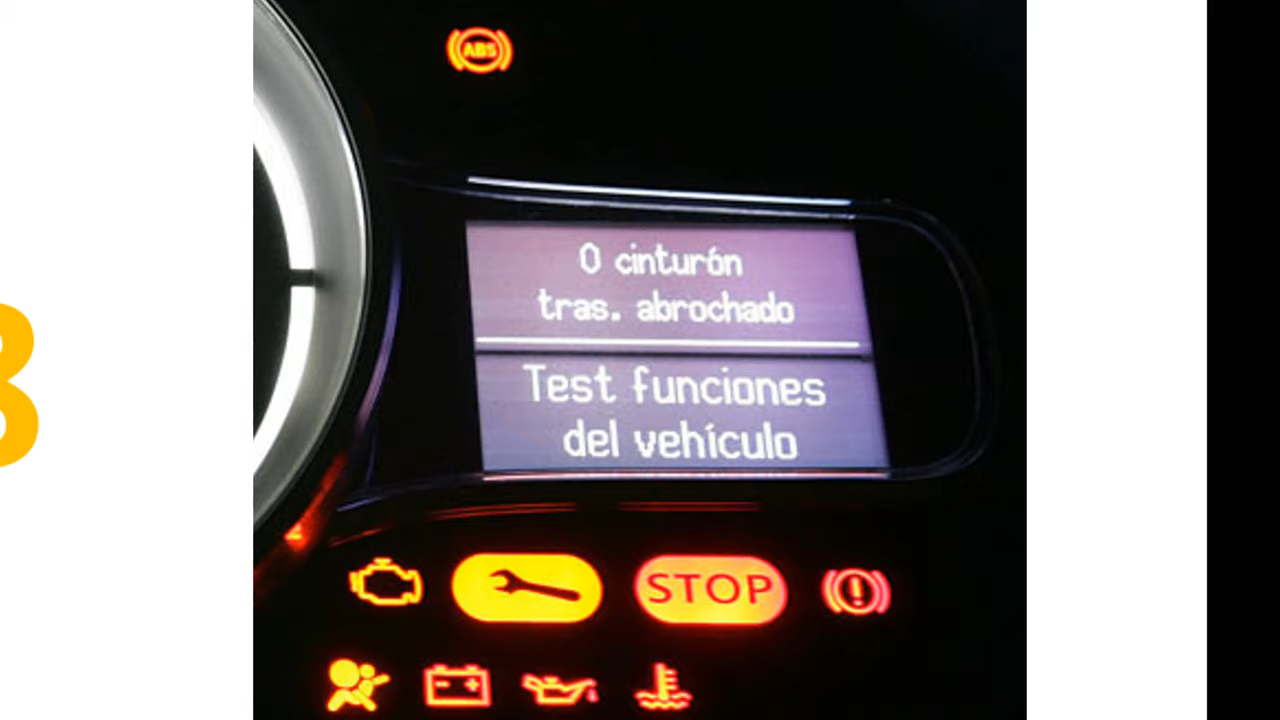 ABS
0 cinturón
tras. abrochado
Test funciones
del vehículo
STOP